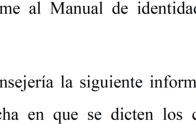 me al Manual de identidad
nsejería la siguiente inform
ha en que se dicten los